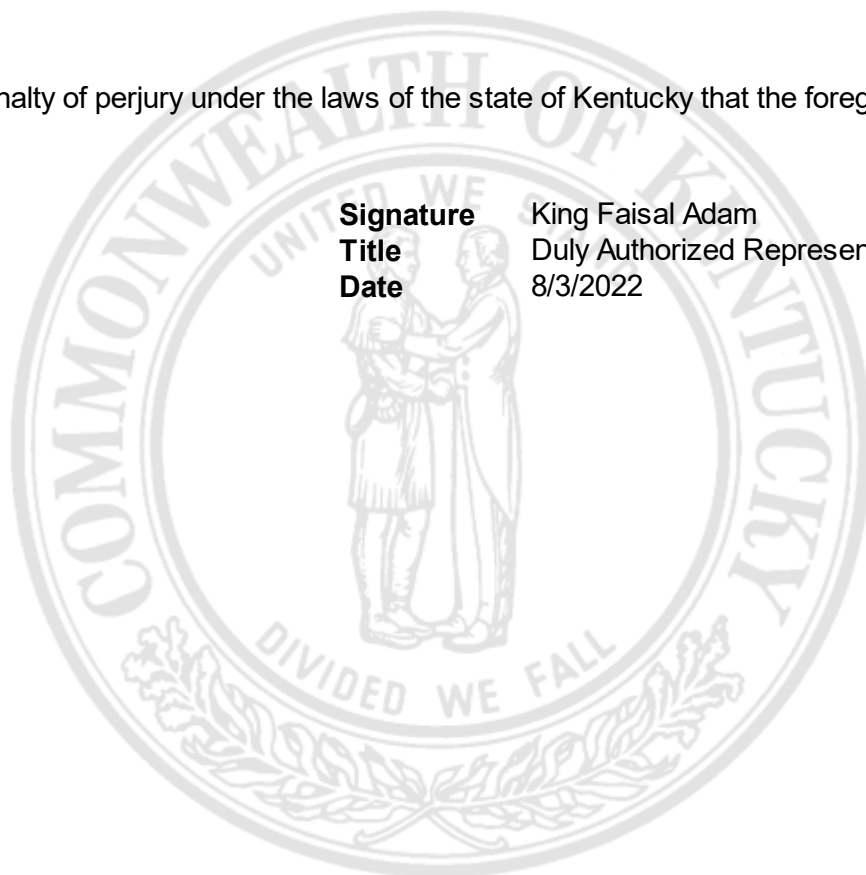 nalty of perjury under the laws of the state of Kentucky that the foreg
Signature King Faisal Adam
Title Duly Authorized Represen
Date 8/3/2022
COMMONWEALTH OF KENTUCKY
UNITED WE STAND
DIVIDED WE FALL